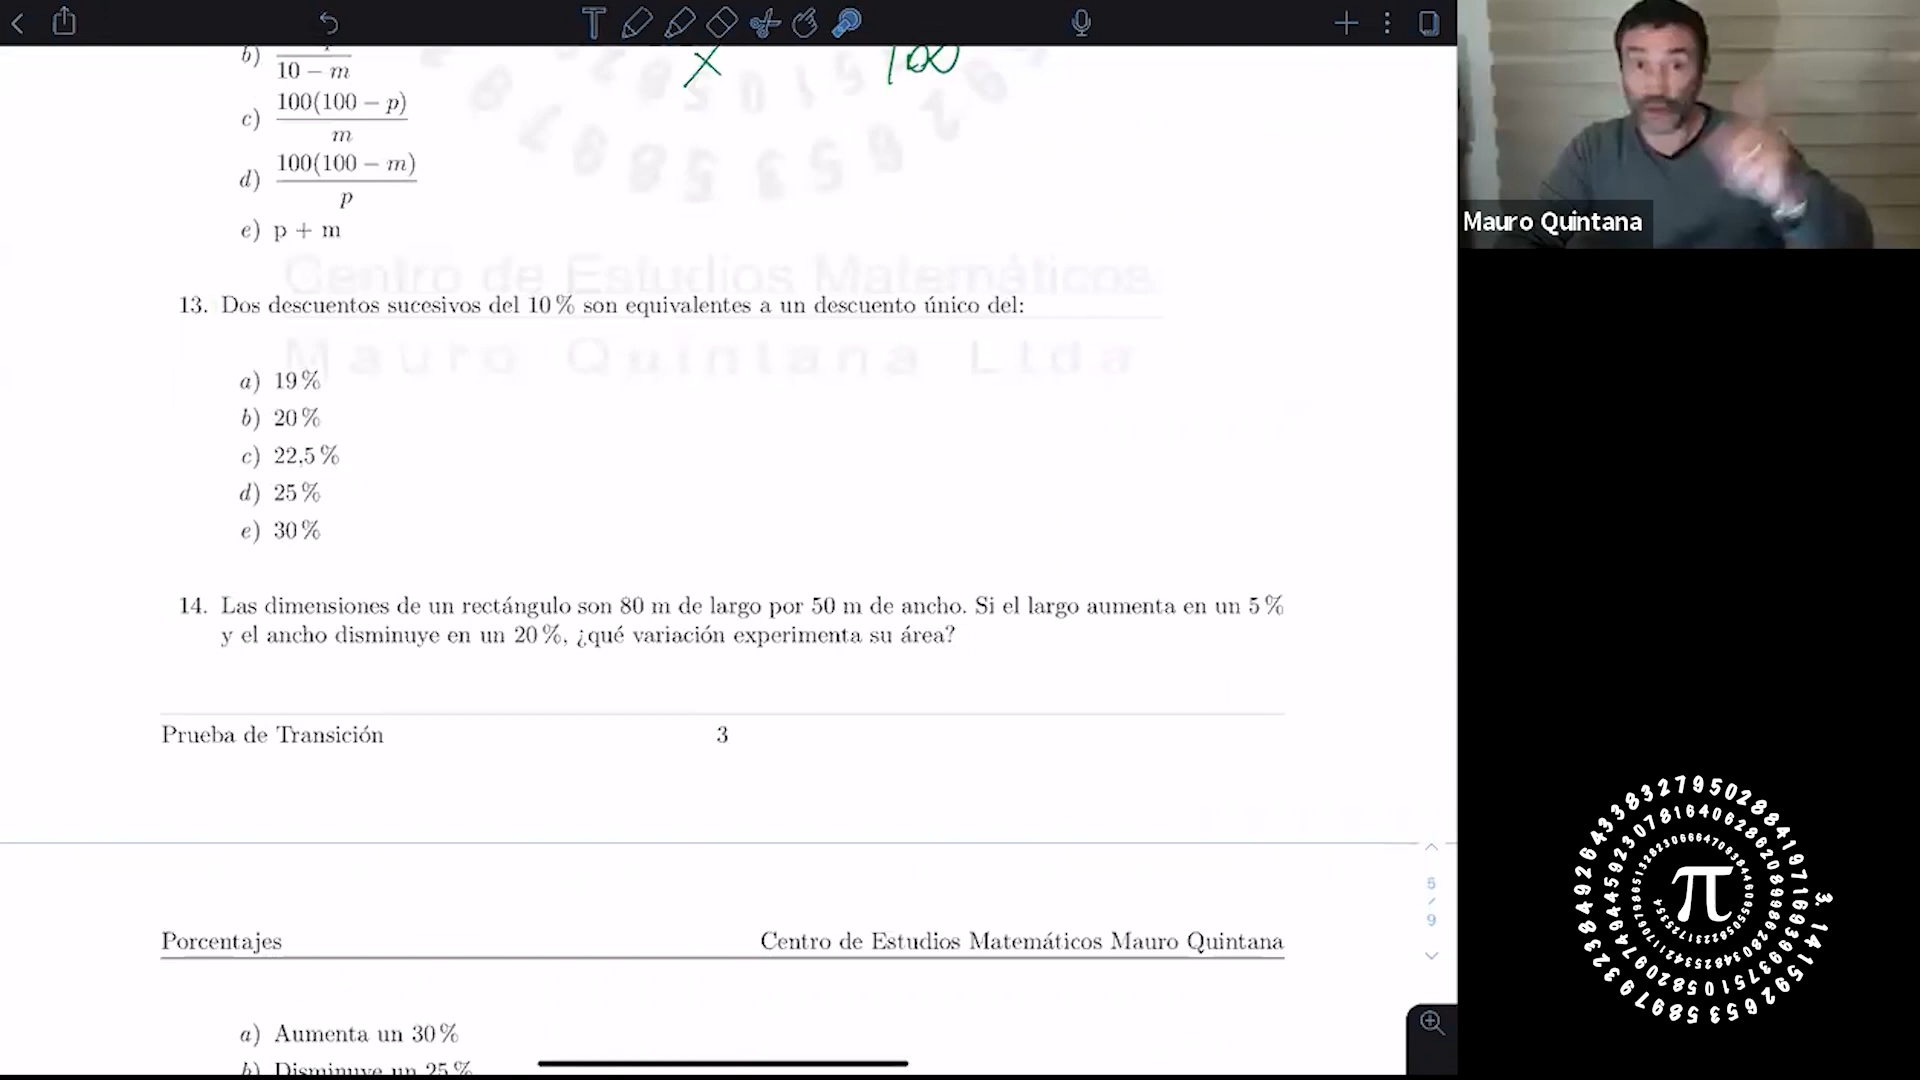 b)
10 − m
x 100
c) 100(100 − p)
m
d) 100(100 − m)
p
e) p + m
Centro de Estudios Matemáticos
13. Dos descuentos sucesivos del 10 % son equivalentes a un descuento único del:
Mauro Quintana Ltda
a) 19 %
b) 20 %
c) 22,5 %
d) 25 %
e) 30 %
14. Las dimensiones de un rectángulo son 80 m de largo por 50 m de ancho. Si el largo aumenta en un 5 %
y el ancho disminuye en un 20 %, ¿qué variación experimenta su área?
Prueba de Transición 3
Porcentajes Centro de Estudios Matemáticos Mauro Quintana
a) Aumenta un 30 %
b) Disminuye un 25 %
5
/
9
Mauro Quintana
π